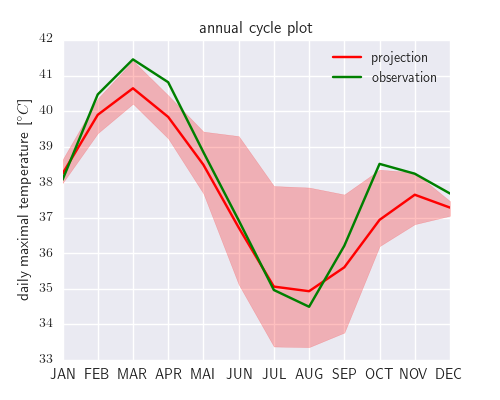 annual cycle plot
projection
observation
daily maximal temperature [°C]
42
41
40
39
38
37
36
35
34
33
JAN FEB MAR APR MAI JUN JUL AUG SEP OCT NOV DEC